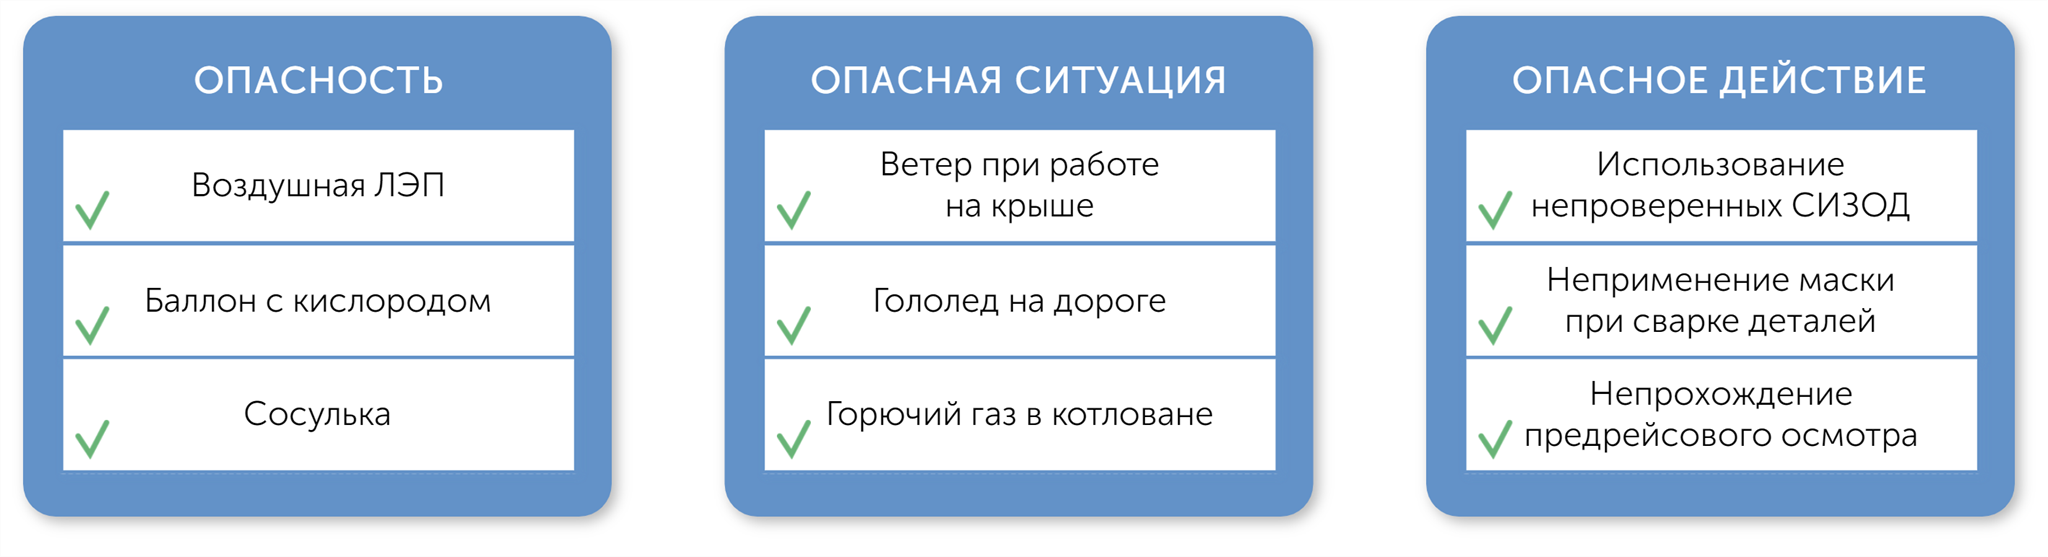 ОПАСНОСТЬ
Воздушная ЛЭП
Баллон с кислородом
Сосулька
ОПАСНАЯ СИТУАЦИЯ
Ветер при работе
на крыше
Гололед на дороге
Горючий газ в котловане
ОПАСНОЕ ДЕЙСТВИЕ
Использование
непроверенных СИЗОД
Неприменение маски
при сварке деталей
Непрохождение
предрейсового осмотра